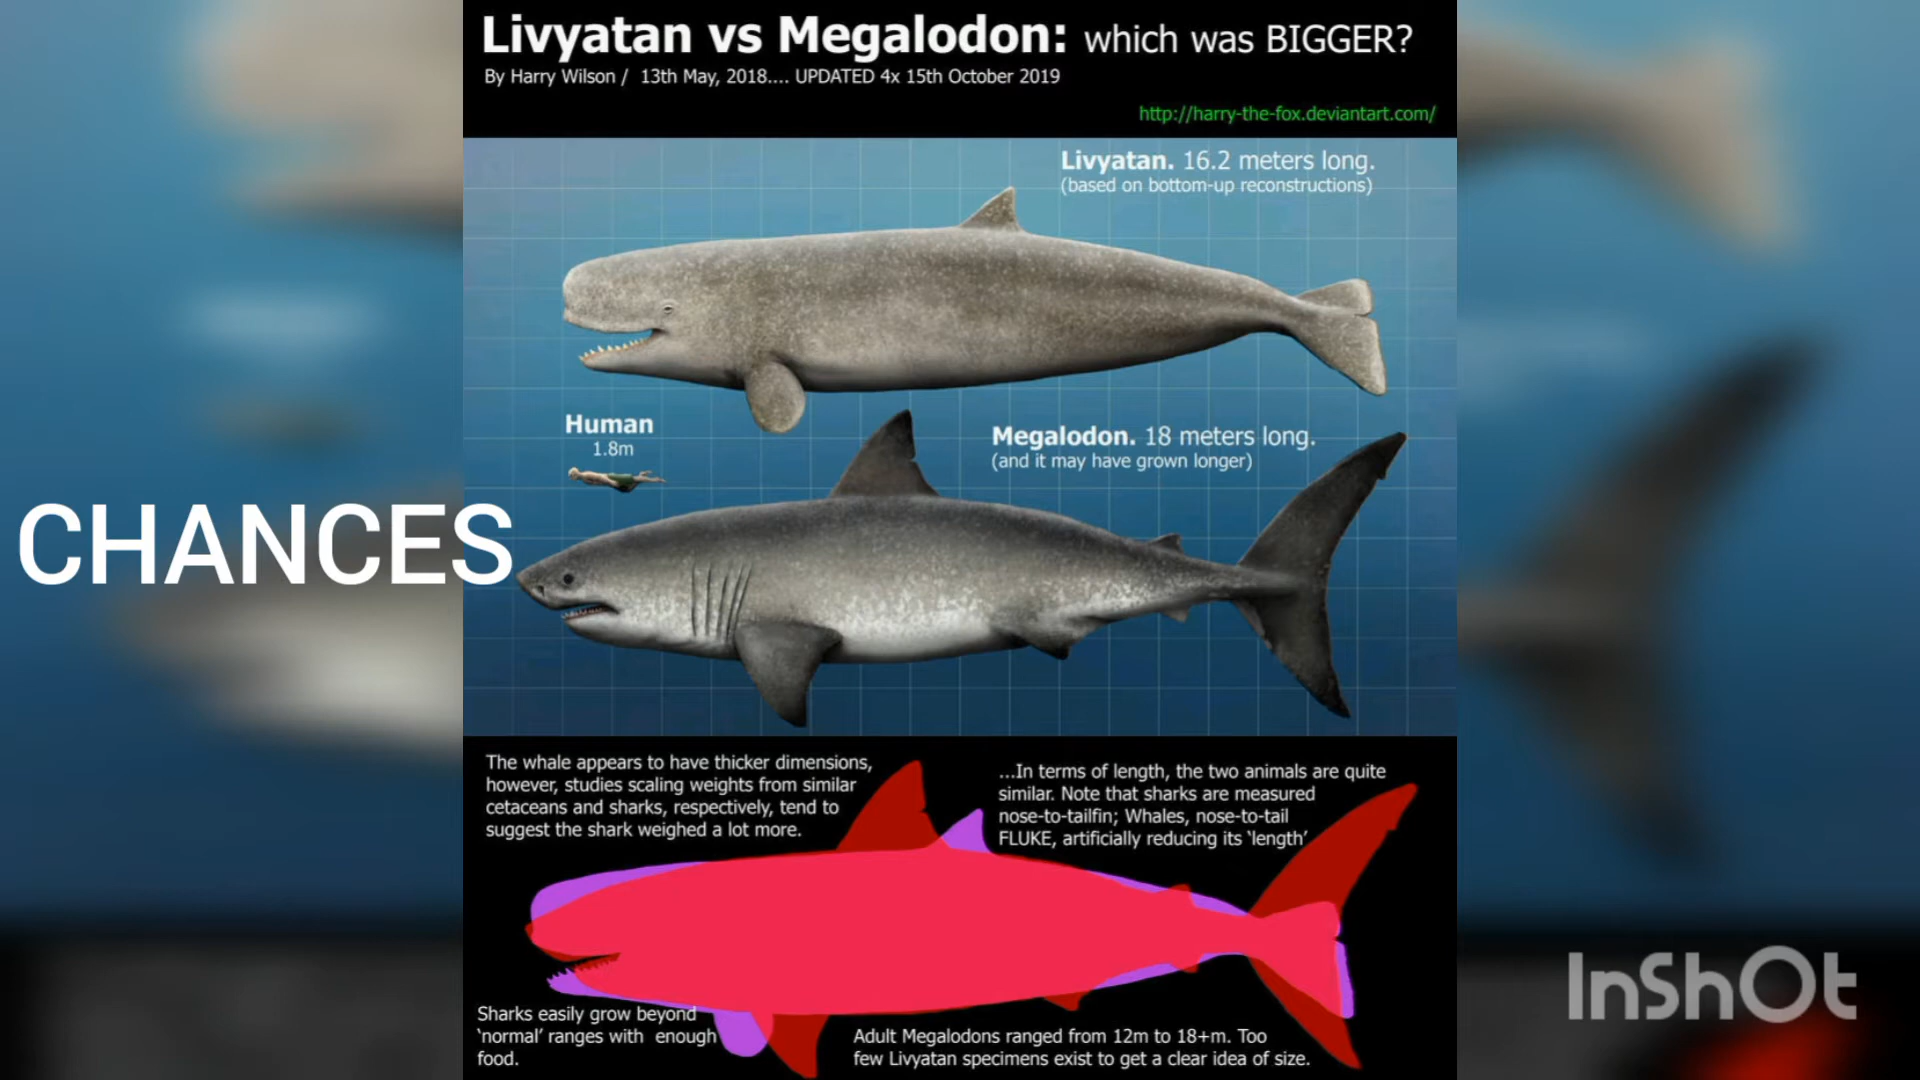 Livyatan vs Megalodon: which was BIGGER?
By Harry Wilson / 13th May, 2018.... UPDATED 4x 15th October 2019
http://harry-the-fox.deviantart.com/
Livyatan. 16.2 meters long.
(based on bottom-up reconstructions)
Human
1.8m
Megalodon. 18 meters long.
(and it may have grown longer)
CHANCES
The whale appears to have thicker dimensions,
however, studies scaling weights from similar
cetaceans and sharks, respectively, tend to
suggest the shark weighed a lot more.
...In terms of length, the two animals are quite
similar. Note that sharks are measured
nose-to-tailfin; Whales, nose-to-tail
FLUKE, artificially reducing its 'length'
Sharks easily grow beyond
'normal' ranges with enough
food.
Adult Megalodons ranged from 12m to 18+m. Too
few Livyatan specimens exist to get a clear idea of size.
InShOt